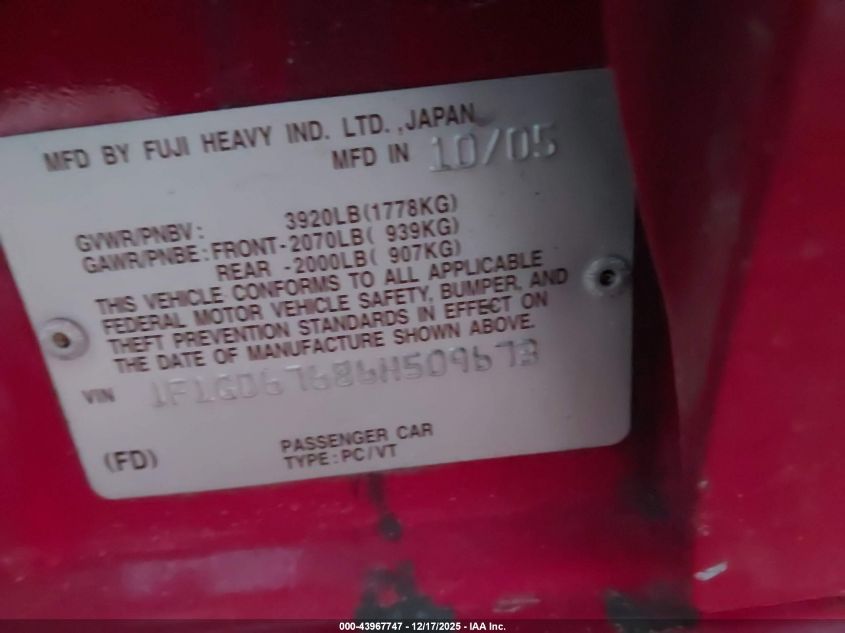 MFD BY FUJI HEAVY IND. LTD. ,JAPAN
MFD IN 10/05
GVWR/PNBV: 3920LB(1778KG)
GAWR/PNBE: FRONT-2070LB( 939KG)
REAR -2000LB( 907KG)
THIS VEHICLE CONFORMS TO ALL APPLICABLE
FEDERAL MOTOR VEHICLE SAFETY, BUMPER, AND
THEFT PREVENTION STANDARDS IN EFFECT ON
THE DATE OF MANUFACTURE SHOWN ABOVE.
VIN JF1GD67686H509673
(FD) PASSENGER CAR
TYPE: PC/VT
000-43967747 - 12/17/2025 - IAA Inc.